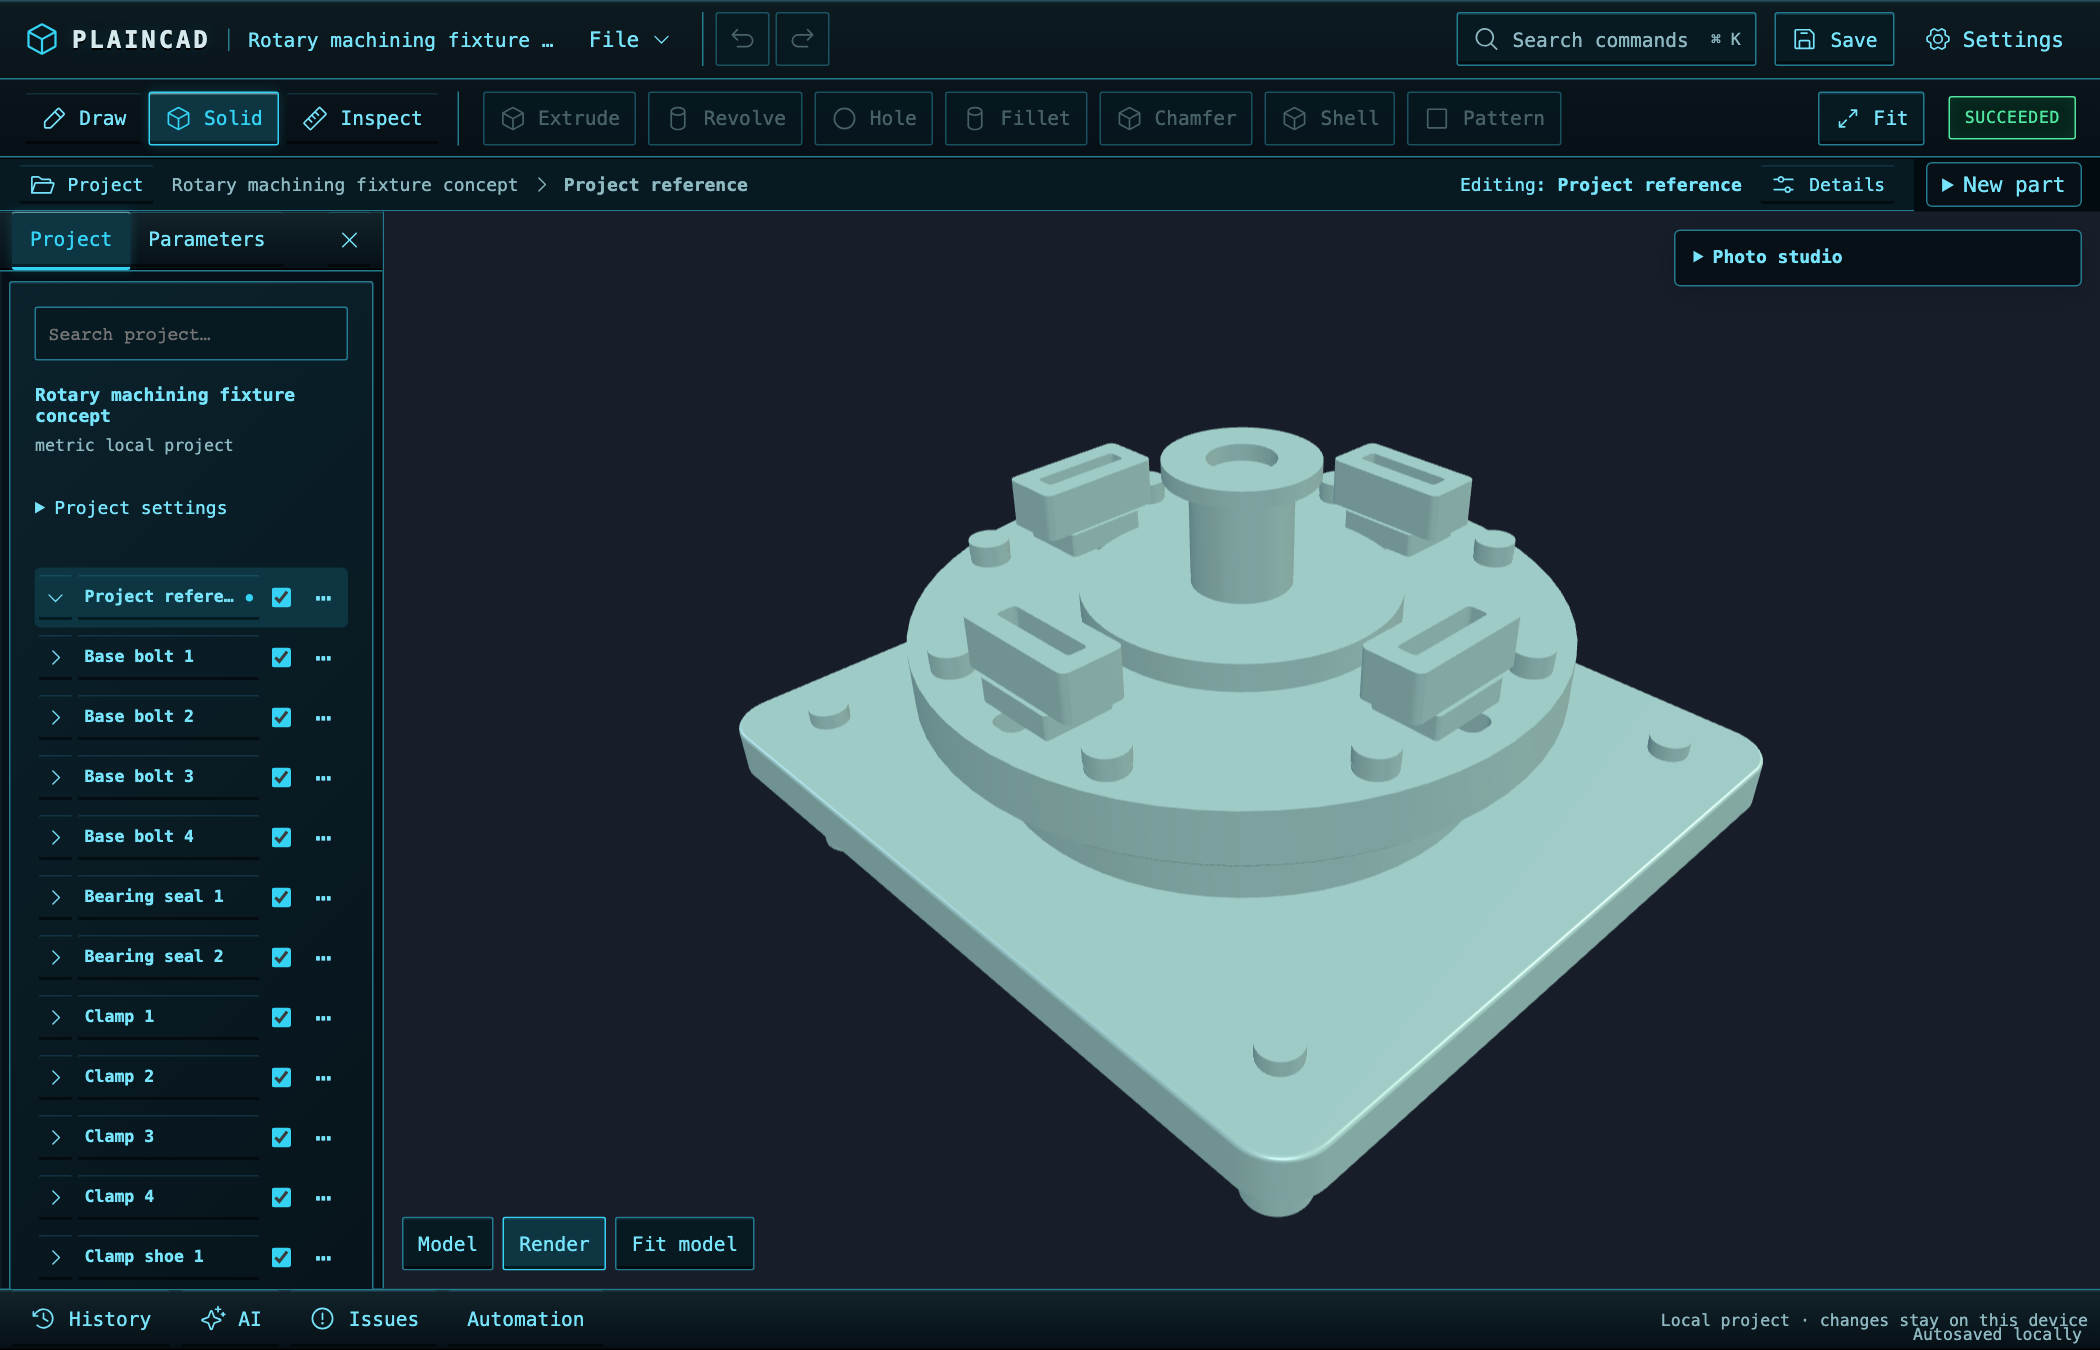 PLAINCAD
Rotary machining fixture …
File
Search commands ⌘ K
Save
Settings
Draw
Solid
Inspect
Extrude
Revolve
Hole
Fillet
Chamfer
Shell
Pattern
Fit
SUCCEEDED
Project
Rotary machining fixture concept > Project reference
Editing: Project reference
Details
New part
Project
Parameters
Photo studio
Search project…
Rotary machining fixture
concept
metric local project
Project settings
Project refere…
Base bolt 1
Base bolt 2
Base bolt 3
Base bolt 4
Bearing seal 1
Bearing seal 2
Clamp 1
Clamp 2
Clamp 3
Clamp 4
Clamp shoe 1
Model
Render
Fit model
History
AI
Issues
Automation
Local project · changes stay on this device
Autosaved locally